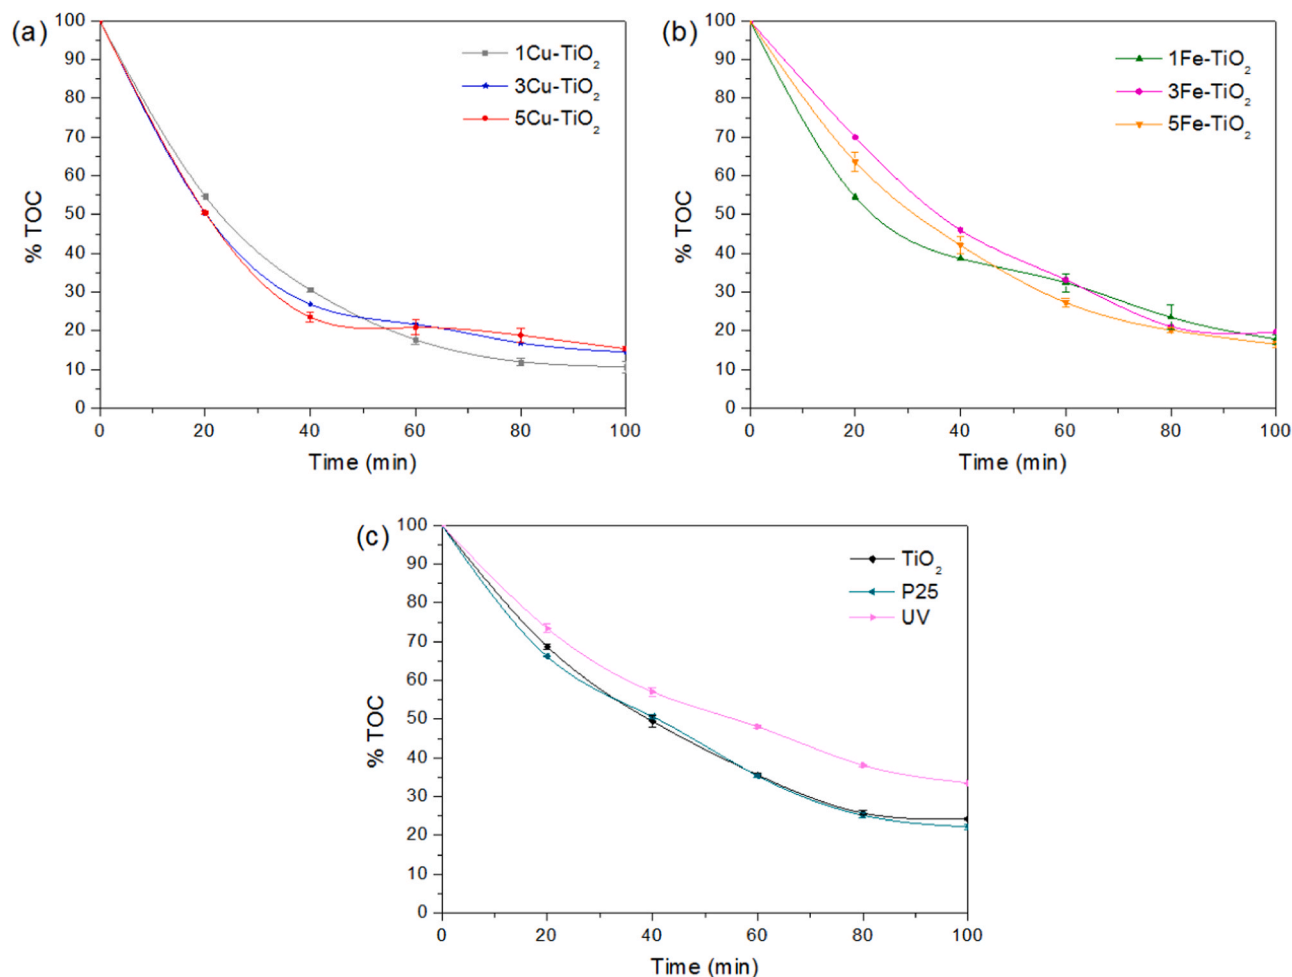 (a)
100
90
80
70
60
50
40
30
20
10
0
% TOC
1Cu-TiO₂
3Cu-TiO₂
5Cu-TiO₂
0 20 40 60 80 100
Time (min)
(b)
100
90
80
70
60
50
40
30
20
10
0
% TOC
1Fe-TiO₂
3Fe-TiO₂
5Fe-TiO₂
0 20 40 60 80 100
Time (min)
(c)
100
90
80
70
60
50
40
30
20
10
0
% TOC
TiO₂
P25
UV
0 20 40 60 80 100
Time (min)